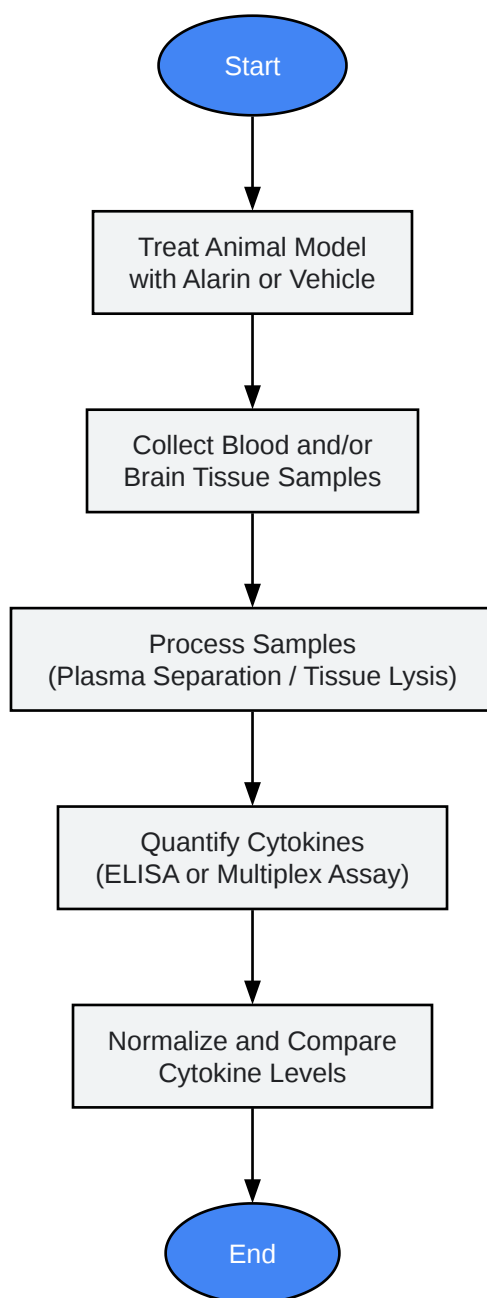 Start
Treat Animal Model
with Alarin or Vehicle
Collect Blood and/or
Brain Tissue Samples
Process Samples
(Plasma Separation / Tissue Lysis)
Quantify Cytokines
(ELISA or Multiplex Assay)
Normalize and Compare
Cytokine Levels
End